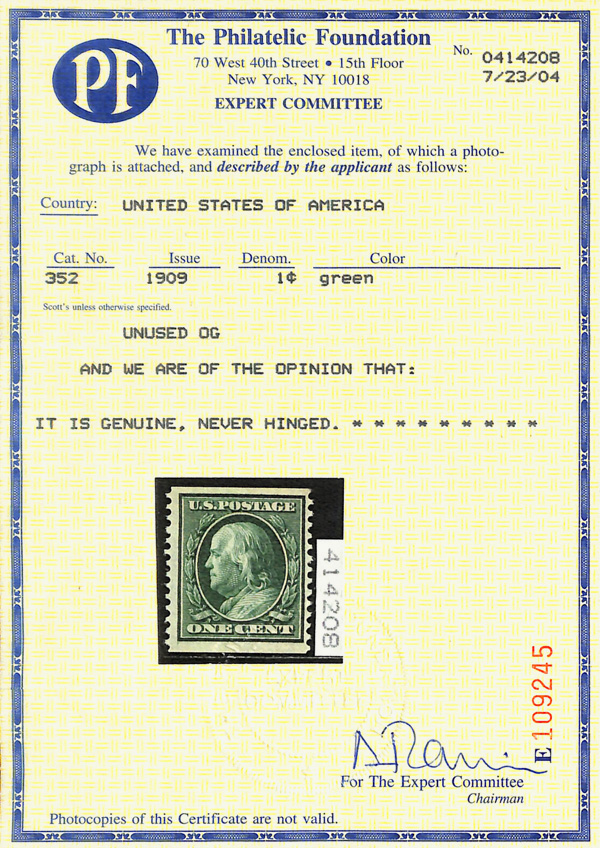 PF
The Philatelic Foundation
70 West 40th Street • 15th Floor
New York, NY 10018
EXPERT COMMITTEE
No. 0414208
7/23/04
We have examined the enclosed item, of which a photo-
graph is attached, and described by the applicant as follows:
Country: UNITED STATES OF AMERICA
Cat. No. Issue Denom. Color
352 1909 1¢ green
Scott's unless otherwise specified.
UNUSED OG
AND WE ARE OF THE OPINION THAT:
IT IS GENUINE, NEVER HINGED. * * * * * * * * *
U.S. POSTAGE
ONE CENT
414208
E109245
For The Expert Committee
Chairman
Photocopies of this Certificate are not valid.